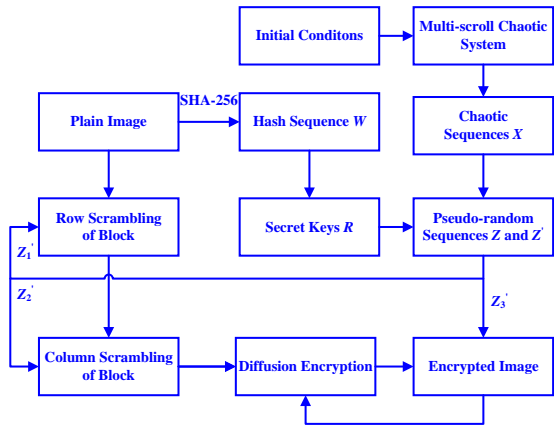 Initial Conditons
Multi-scroll Chaotic
System
SHA-256
Plain Image
Hash Sequence W
Chaotic
Sequences X
Row Scrambling
of Block
Secret Keys R
Pseudo-random
Sequences Z and Z'
Z1'
Z2'
Z3'
Column Scrambling
of Block
Diffusion Encryption
Encrypted Image